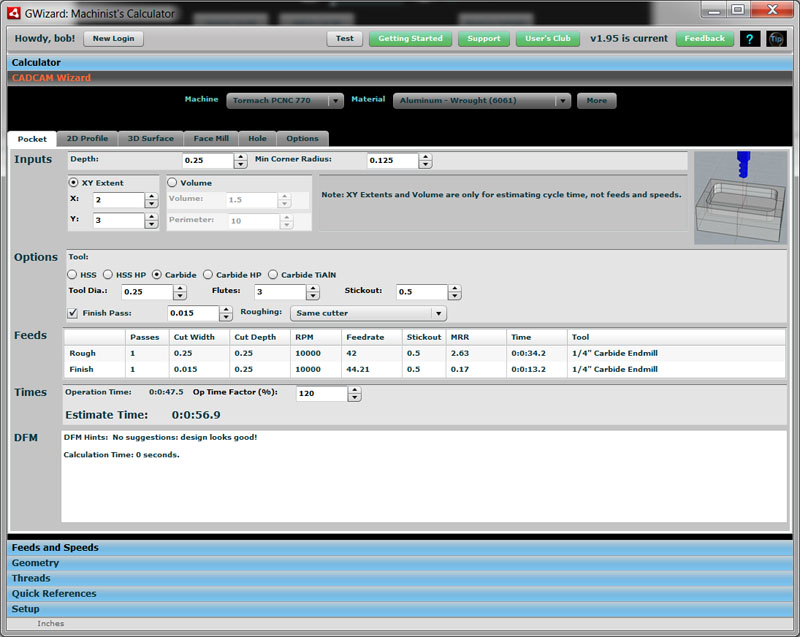 GWizard: Machinist's Calculator
Howdy, bob! New Login Test Getting Started Support User's Club v1.95 is current Feedback ? Tip
Calculator
CADCAM Wizard
Machine Tormach PCNC 770 Material Aluminum - Wrought (6061) More
Pocket 2D Profile 3D Surface Face Mill Hole Options
Inputs Depth: 0.25 Min Corner Radius: 0.125
XY Extent Volume
X: 2 Volume: 1.5 Note: XY Extents and Volume are only for estimating cycle time, not feeds and speeds.
Y: 3 Perimeter: 10
Options Tool:
HSS HSS HP Carbide Carbide HP Carbide TiAlN
Tool Dia.: 0.25 Flutes: 3 Stickout: 0.5
Finish Pass: 0.015 Roughing: Same cutter
Feeds Passes Cut Width Cut Depth RPM Feedrate Stickout MRR Time Tool
Rough 1 0.25 0.25 10000 42 0.5 2.63 0:0:34.2 1/4" Carbide Endmill
Finish 1 0.015 0.25 10000 44.21 0.5 0.17 0:0:13.2 1/4" Carbide Endmill
Times Operation Time: 0:0:47.5 Op Time Factor (%): 120
Estimate Time: 0:0:56.9
DFM DFM Hints: No suggestions: design looks good!
Calculation Time: 0 seconds.
Feeds and Speeds
Geometry
Threads
Quick References
Setup
Inches